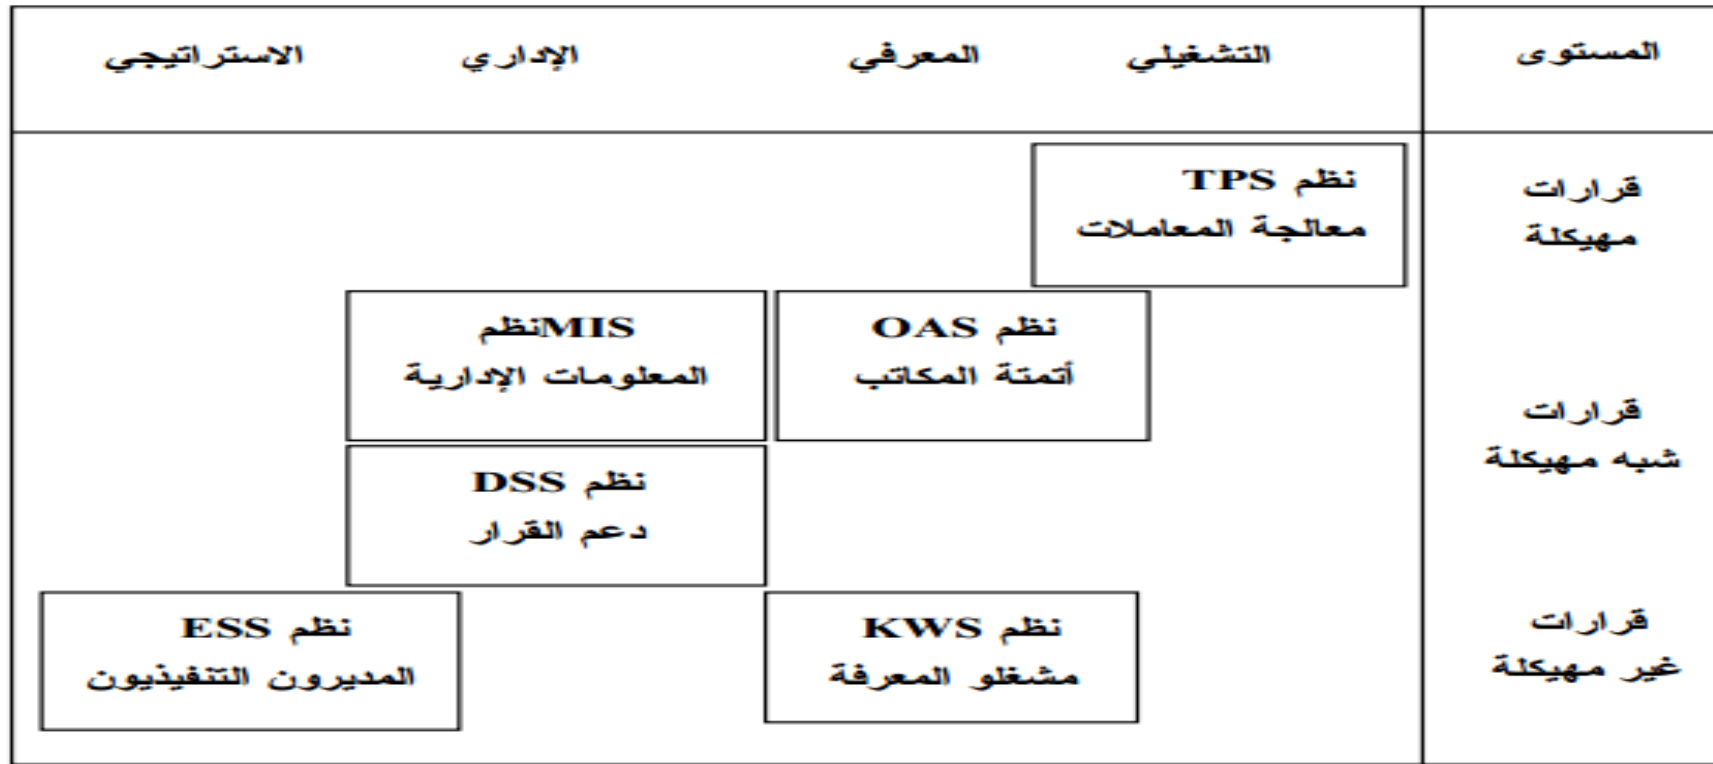 المستوى
التشغيلي
المعرفي
الإداري
الاستراتيجي
قرارات
مهيكلة
نظم TPS
معالجة المعاملات
قرارات
شبه مهيكلة
نظم OAS
أتمتة المكاتب
MISنظم
المعلومات الإدارية
نظم DSS
دعم القرار
قرارات
غير مهيكلة
نظم KWS
مشغلو المعرفة
نظم ESS
المديرون التنفيذيون